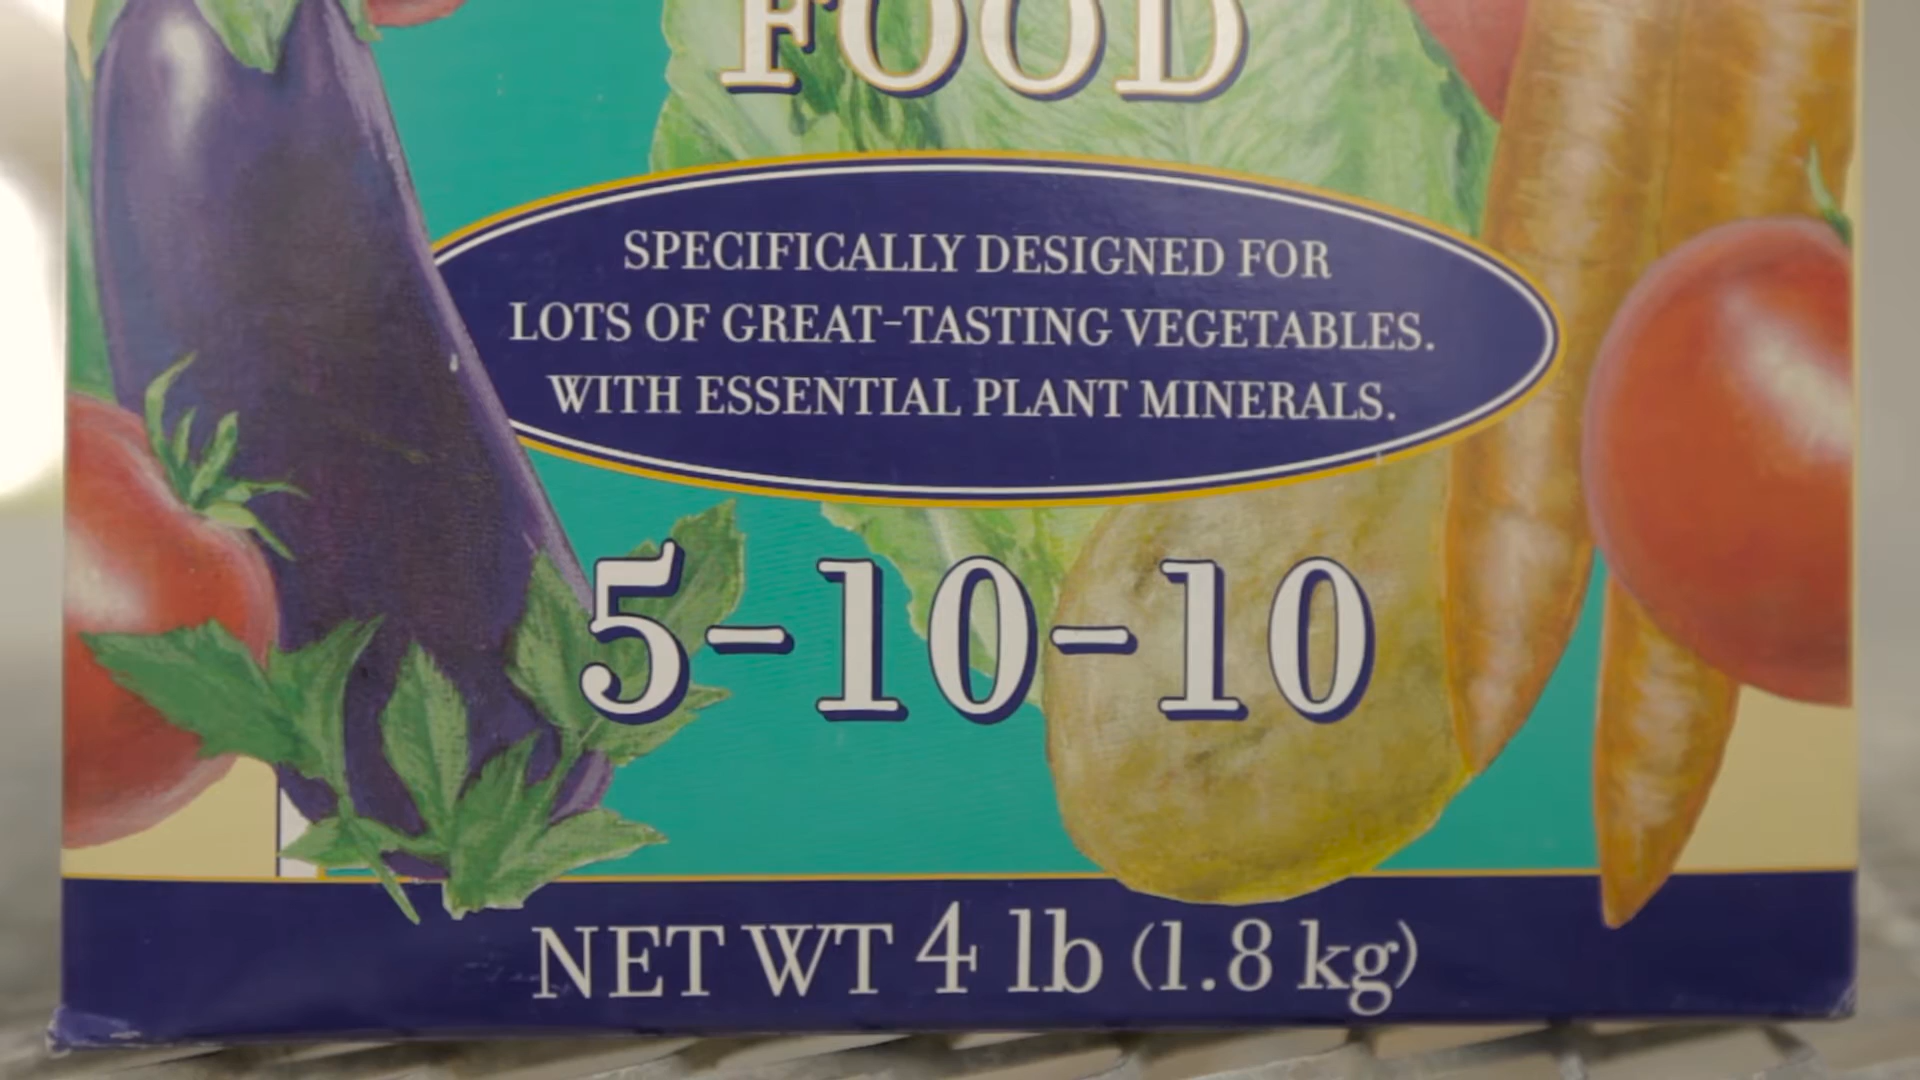 FOOD
SPECIFICALLY DESIGNED FOR
LOTS OF GREAT-TASTING VEGETABLES.
WITH ESSENTIAL PLANT MINERALS.
5-10-10
NET WT 4 lb (1.8 kg)